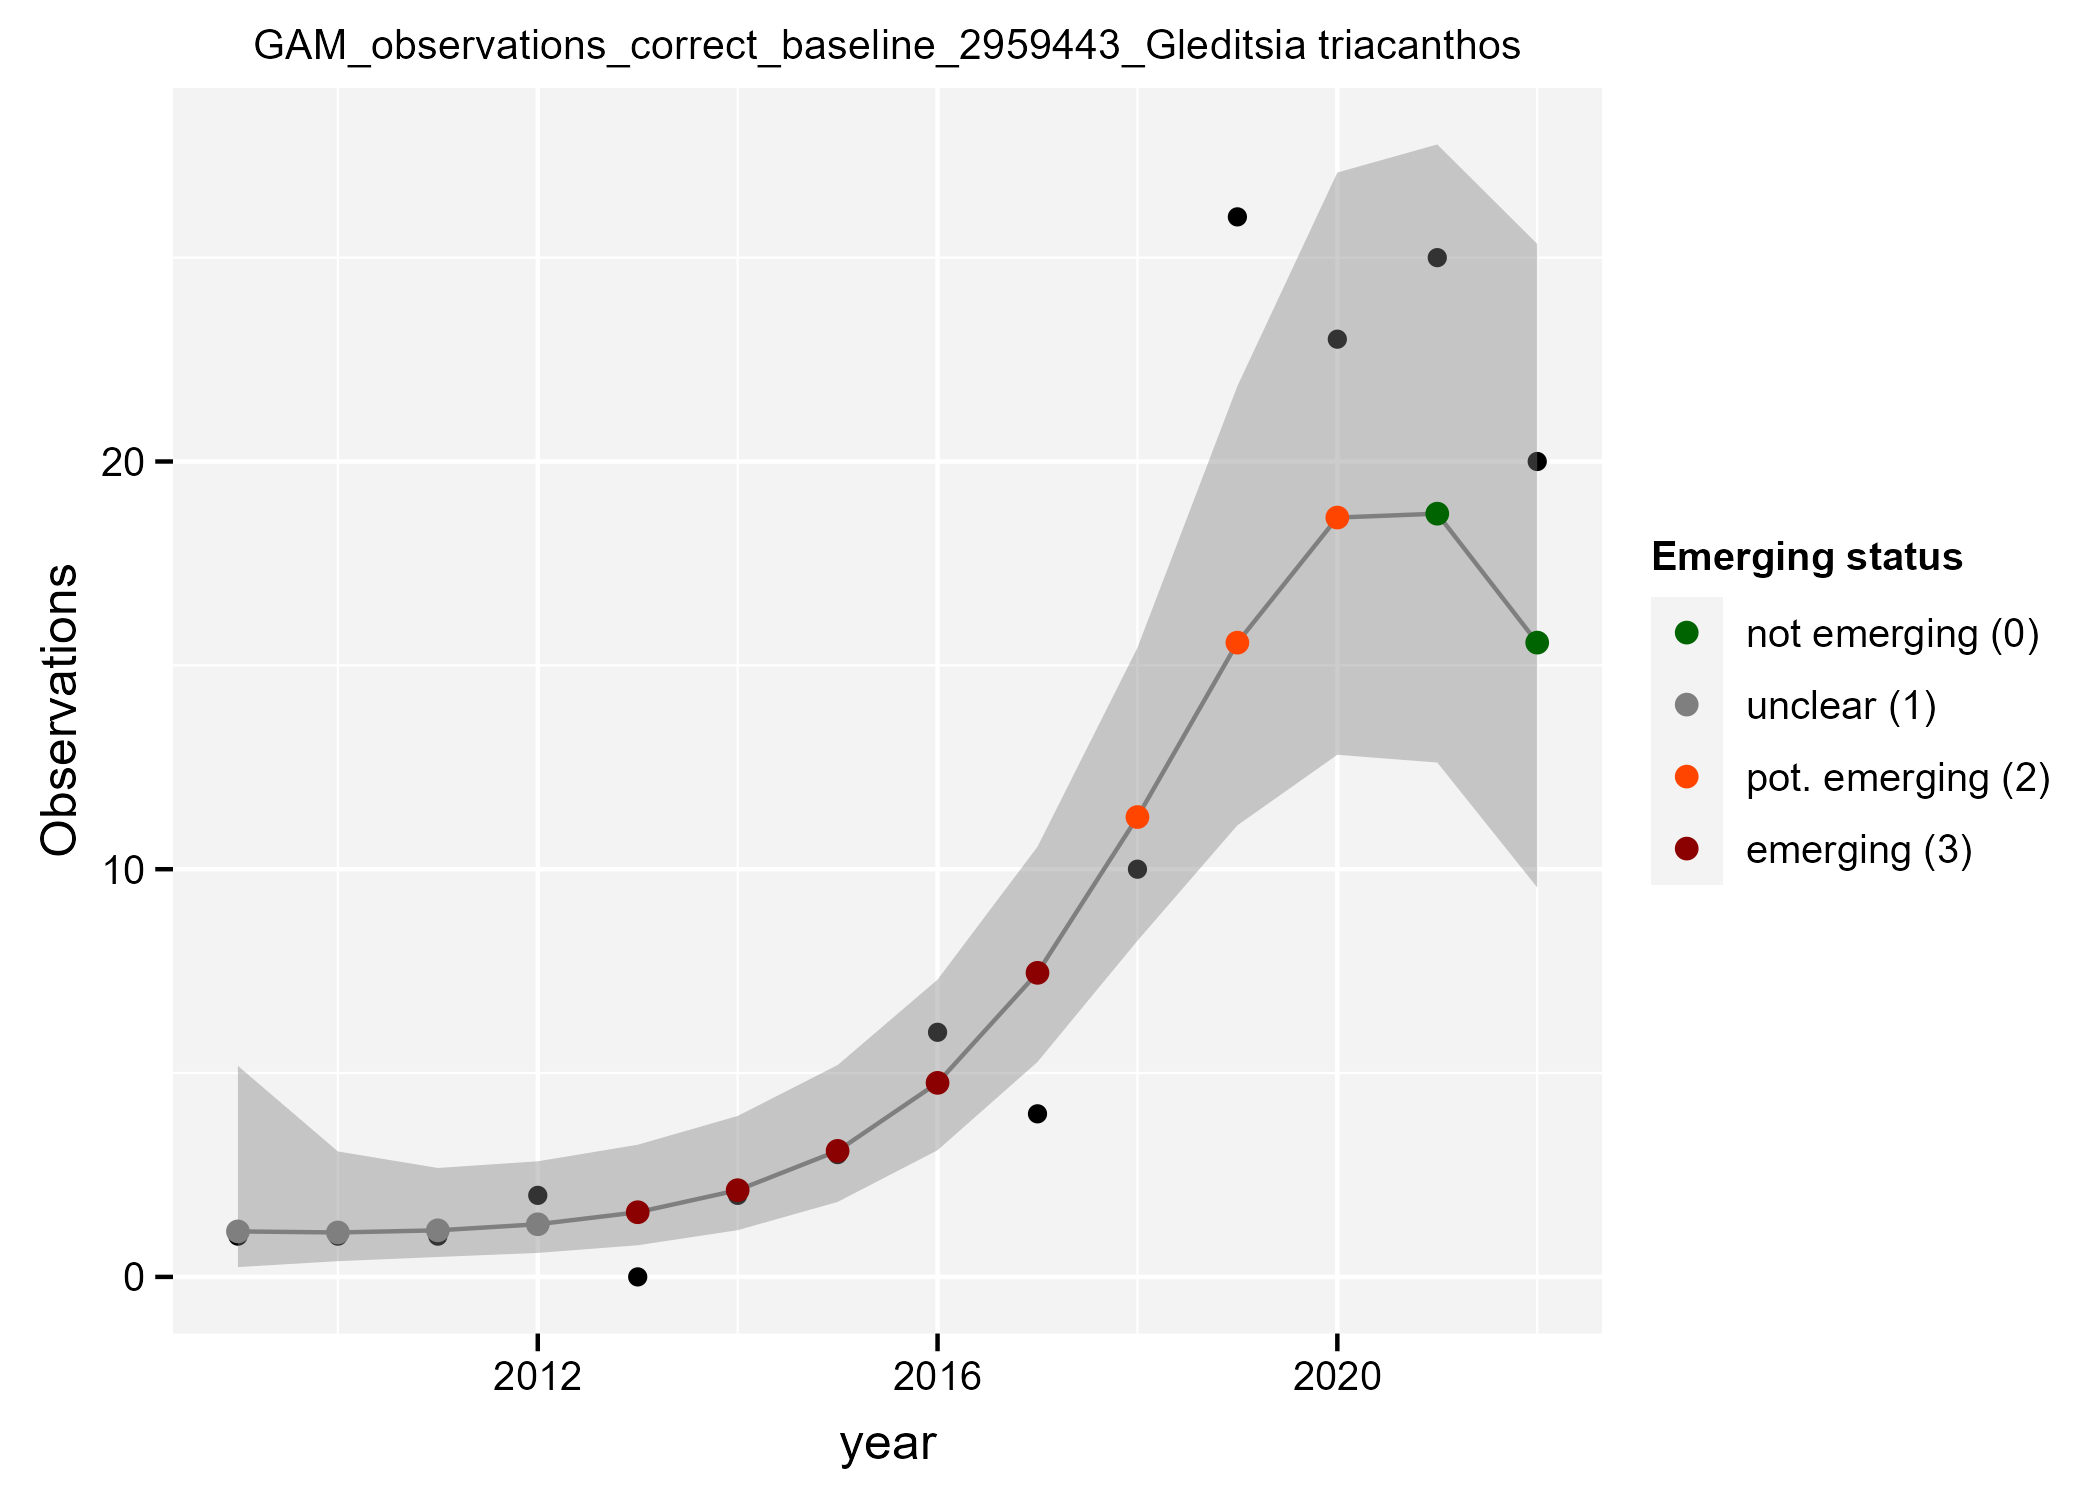 GAM_observations_correct_baseline_2959443_Gleditsia triacanthos
Observations
20
10
0
2012
2016
2020
year
Emerging status
not emerging (0)
unclear (1)
pot. emerging (2)
emerging (3)